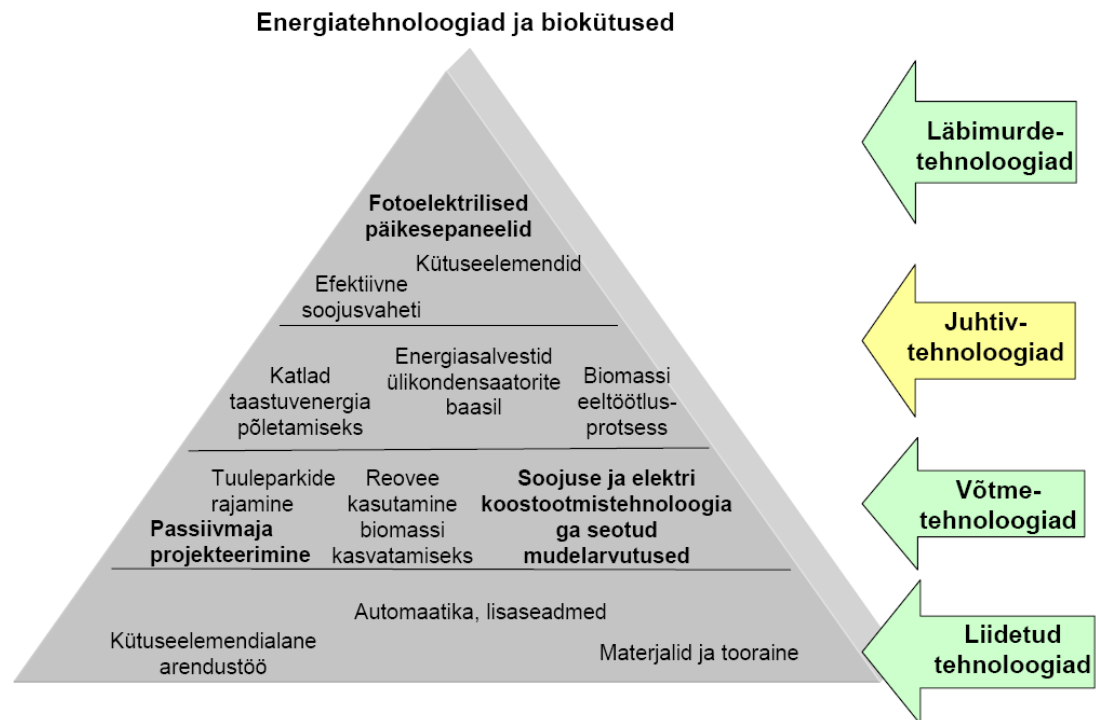 Energiatehnoloogiad ja biokütused
Fotoelektrilised
päikesepaneelid
Kütuseelemendid
Efektiivne
soojusvaheti
Läbimurde-
tehnoloogiad
Katlad
taastuvenergia
põletamiseks
Energiasalvestid
ülikondensaatorite
baasil
Biomassi
eeltöötlus-
protsess
Juhtiv-
tehnoloogiad
Tuuleparkide
rajamine
Passiivmaja
projekteerimine
Reovee
kasutamine
biomassi
kasvatamiseks
Soojuse ja elektri
koostootmistehnoloogia
ga seotud
mudelarvutused
Võtme-
tehnoloogiad
Automaatika, lisaseadmed
Kütuseelemendialane
arendustöö
Materjalid ja tooraine
Liidetud
tehnoloogiad